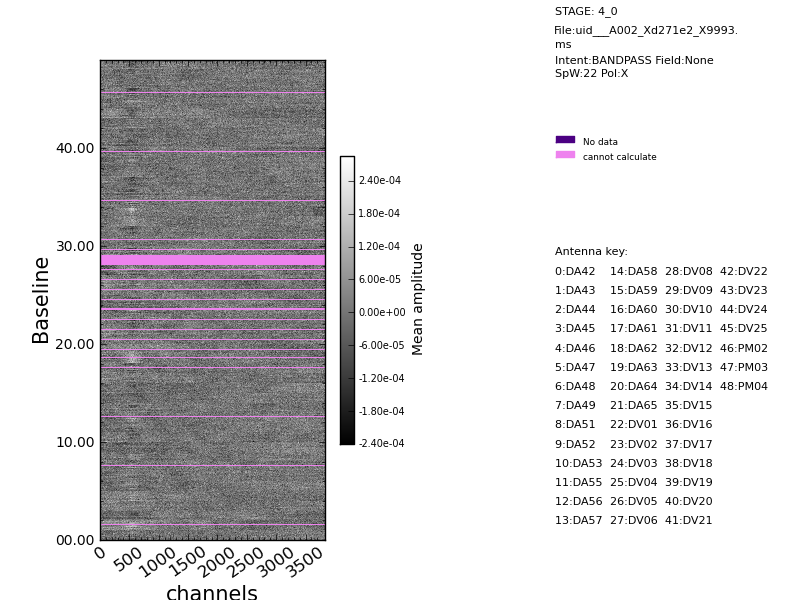 STAGE: 4_0
File:uid___A002_Xd271e2_X9993.
ms
Intent:BANDPASS Field:None
SpW:22 Pol:X
No data
cannot calculate
40.00
30.00
20.00
10.00
00.00
Baseline
0 500 1000 1500 2000 2500 3000 3500
channels
2.40e-04
1.80e-04
1.20e-04
6.00e-05
0.00e+00
-6.00e-05
-1.20e-04
-1.80e-04
-2.40e-04
Mean amplitude
Antenna key:
0:DA42 14:DA58 28:DV08 42:DV22
1:DA43 15:DA59 29:DV09 43:DV23
2:DA44 16:DA60 30:DV10 44:DV24
3:DA45 17:DA61 31:DV11 45:DV25
4:DA46 18:DA62 32:DV12 46:PM02
5:DA47 19:DA63 33:DV13 47:PM03
6:DA48 20:DA64 34:DV14 48:PM04
7:DA49 21:DA65 35:DV15
8:DA51 22:DV01 36:DV16
9:DA52 23:DV02 37:DV17
10:DA53 24:DV03 38:DV18
11:DA55 25:DV04 39:DV19
12:DA56 26:DV05 40:DV20
13:DA57 27:DV06 41:DV21